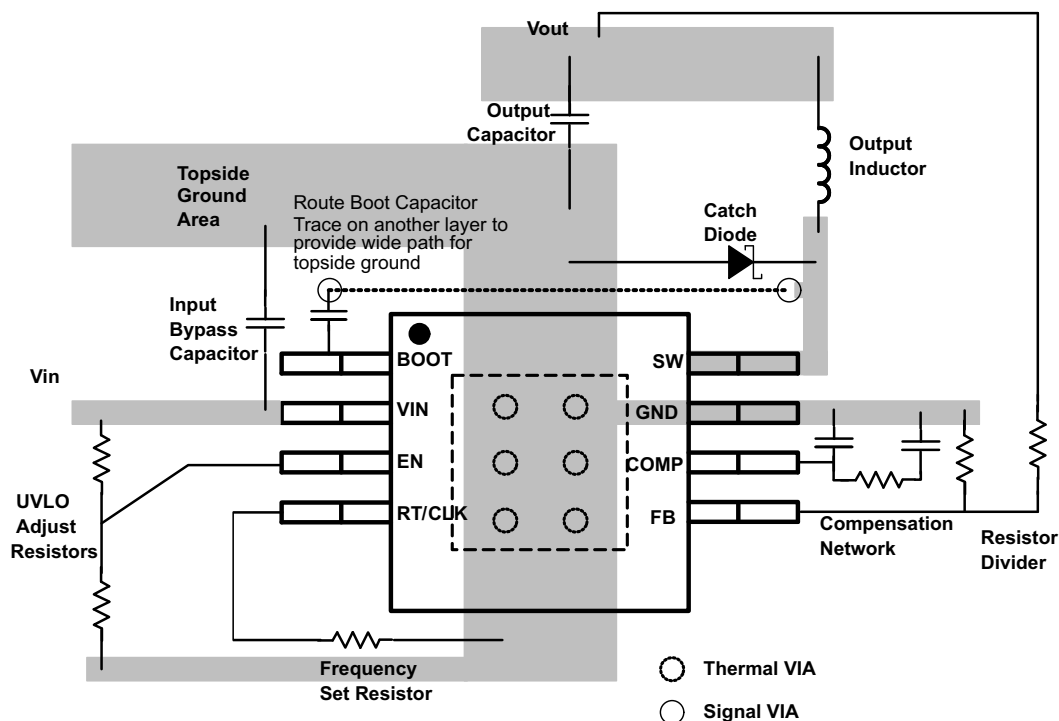 Vout
Output
Capacitor
Output
Inductor
Topside
Ground
Area
Route Boot Capacitor
Trace on another layer to
provide wide path for
topside ground
Catch
Diode
Input
Bypass
Capacitor
Vin
BOOT
VIN
EN
RT/CLK
SW
GND
COMP
FB
UVLO
Adjust
Resistors
Compensation
Network
Resistor
Divider
Frequency
Set Resistor
Thermal VIA
Signal VIA